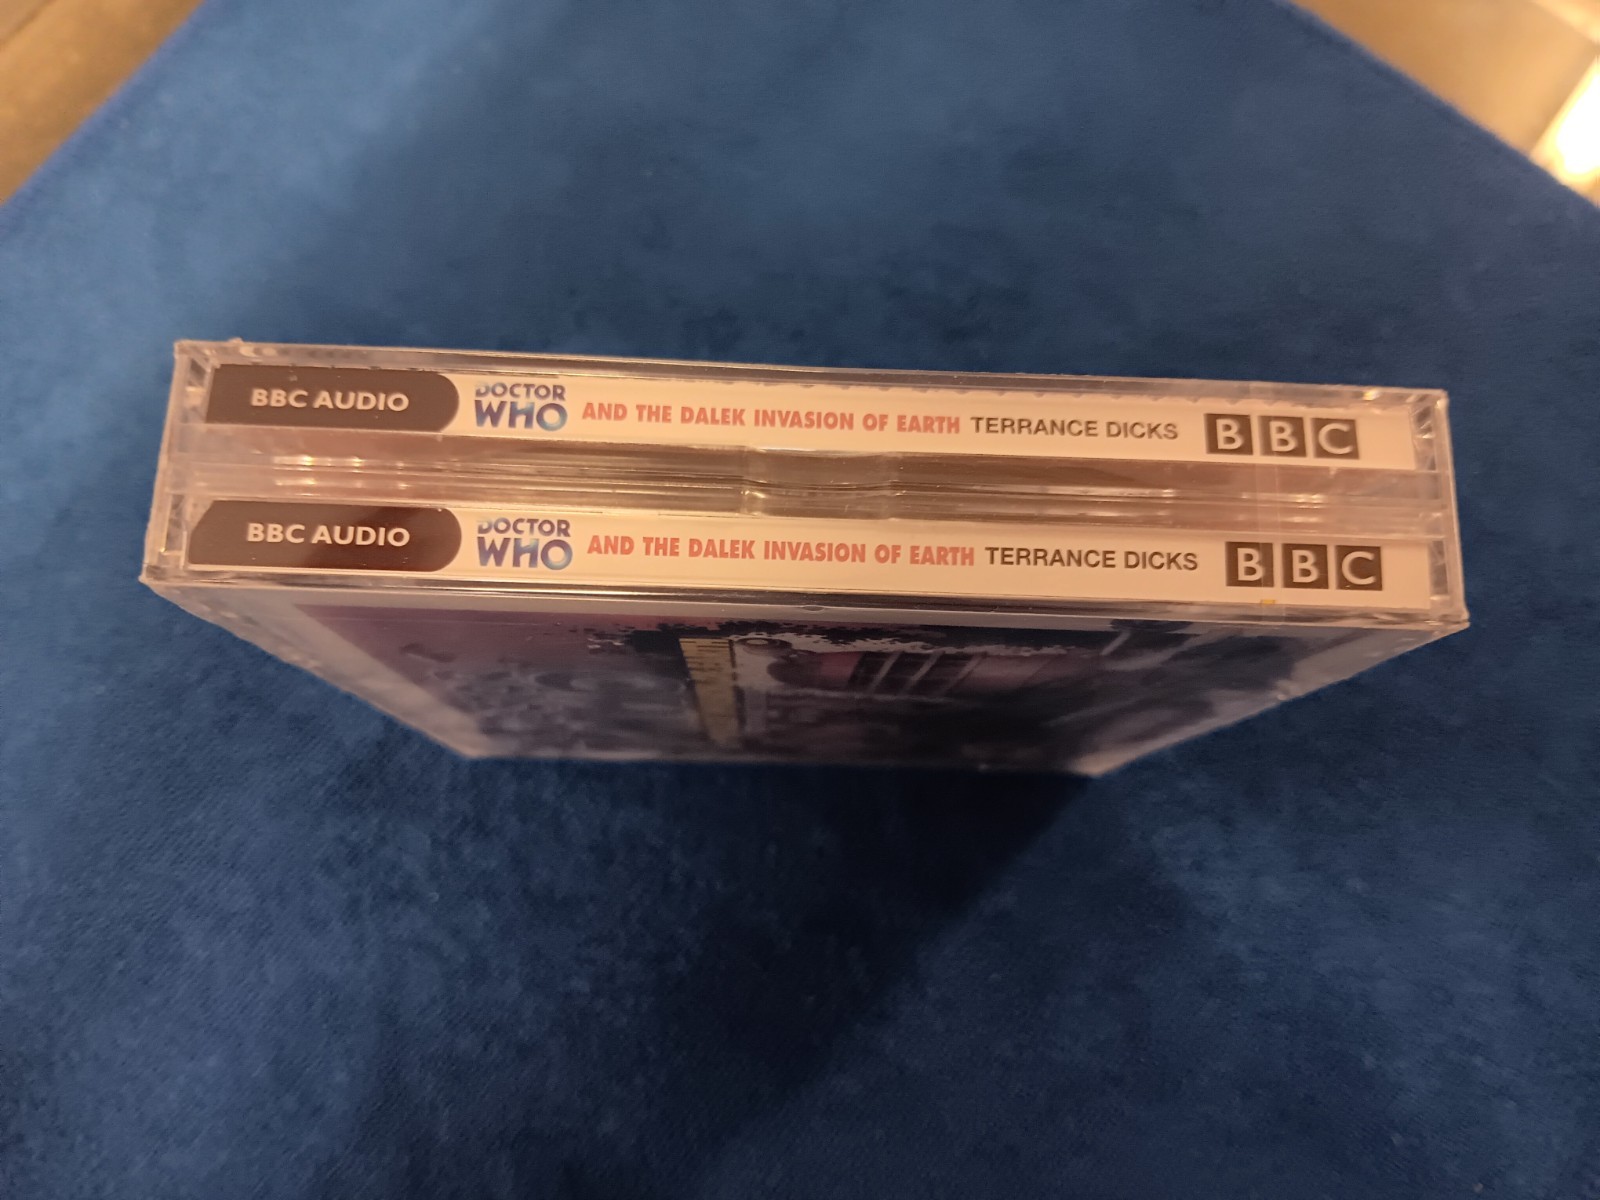 BBC AUDIO DOCTOR WHO AND THE DALEK INVASION OF EARTH TERRANCE DICKS BBC
BBC AUDIO DOCTOR WHO AND THE DALEK INVASION OF EARTH TERRANCE DICKS BBC